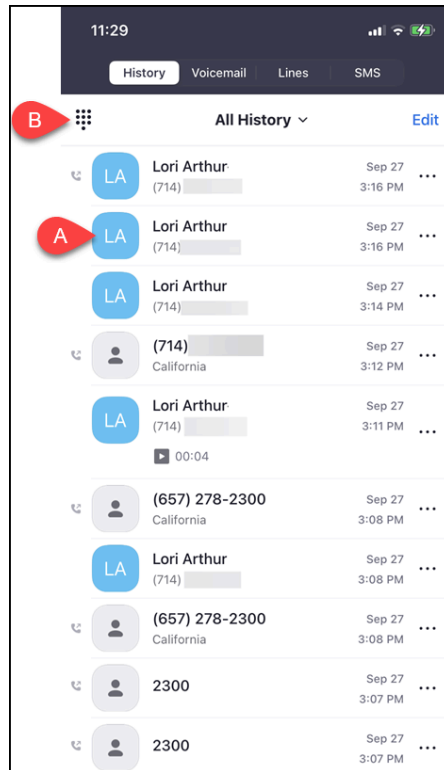 11:29
History Voicemail Lines SMS
B
All History
Edit
LA
Lori Arthur
(714)
Sep 27
3:16 PM
A
LA
Lori Arthur
(714)
Sep 27
3:16 PM
LA
Lori Arthur
(714)
Sep 27
3:14 PM
(714)
California
Sep 27
3:12 PM
LA
Lori Arthur
(714)
00:04
Sep 27
3:11 PM
(657) 278-2300
California
Sep 27
3:08 PM
LA
Lori Arthur
(714)
Sep 27
3:08 PM
(657) 278-2300
California
Sep 27
3:08 PM
2300
Sep 27
3:07 PM
2300
Sep 27
3:07 PM